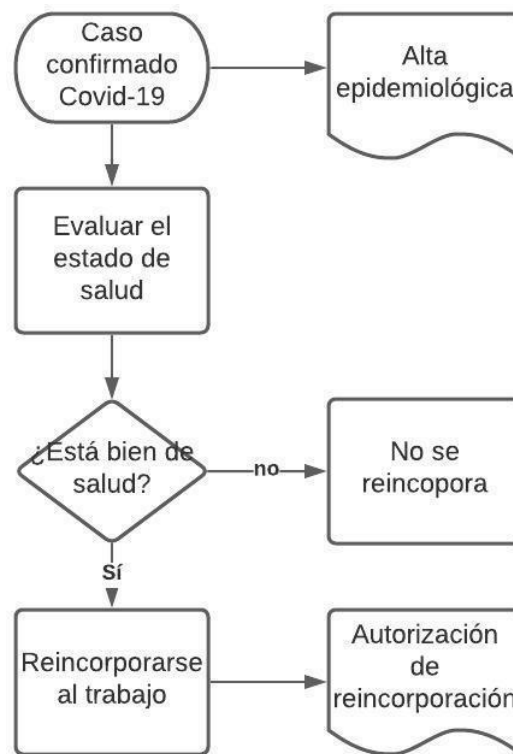 Caso
confirmado
Covid-19
Alta
epidemiológica
Evaluar el
estado de
salud
¿Está bien de
salud?
no
No se
reincopora
Sí
Reincorporarse
al trabajo
Autorización
de
reincorporación